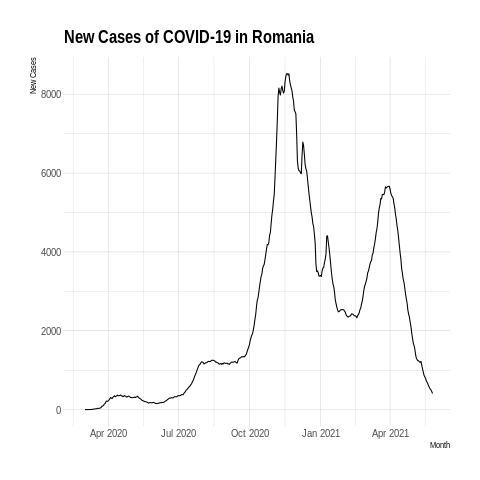 New Cases of COVID-19 in Romania
New Cases
8000
6000
4000
2000
0
Apr 2020 Jul 2020 Oct 2020 Jan 2021 Apr 2021
Month